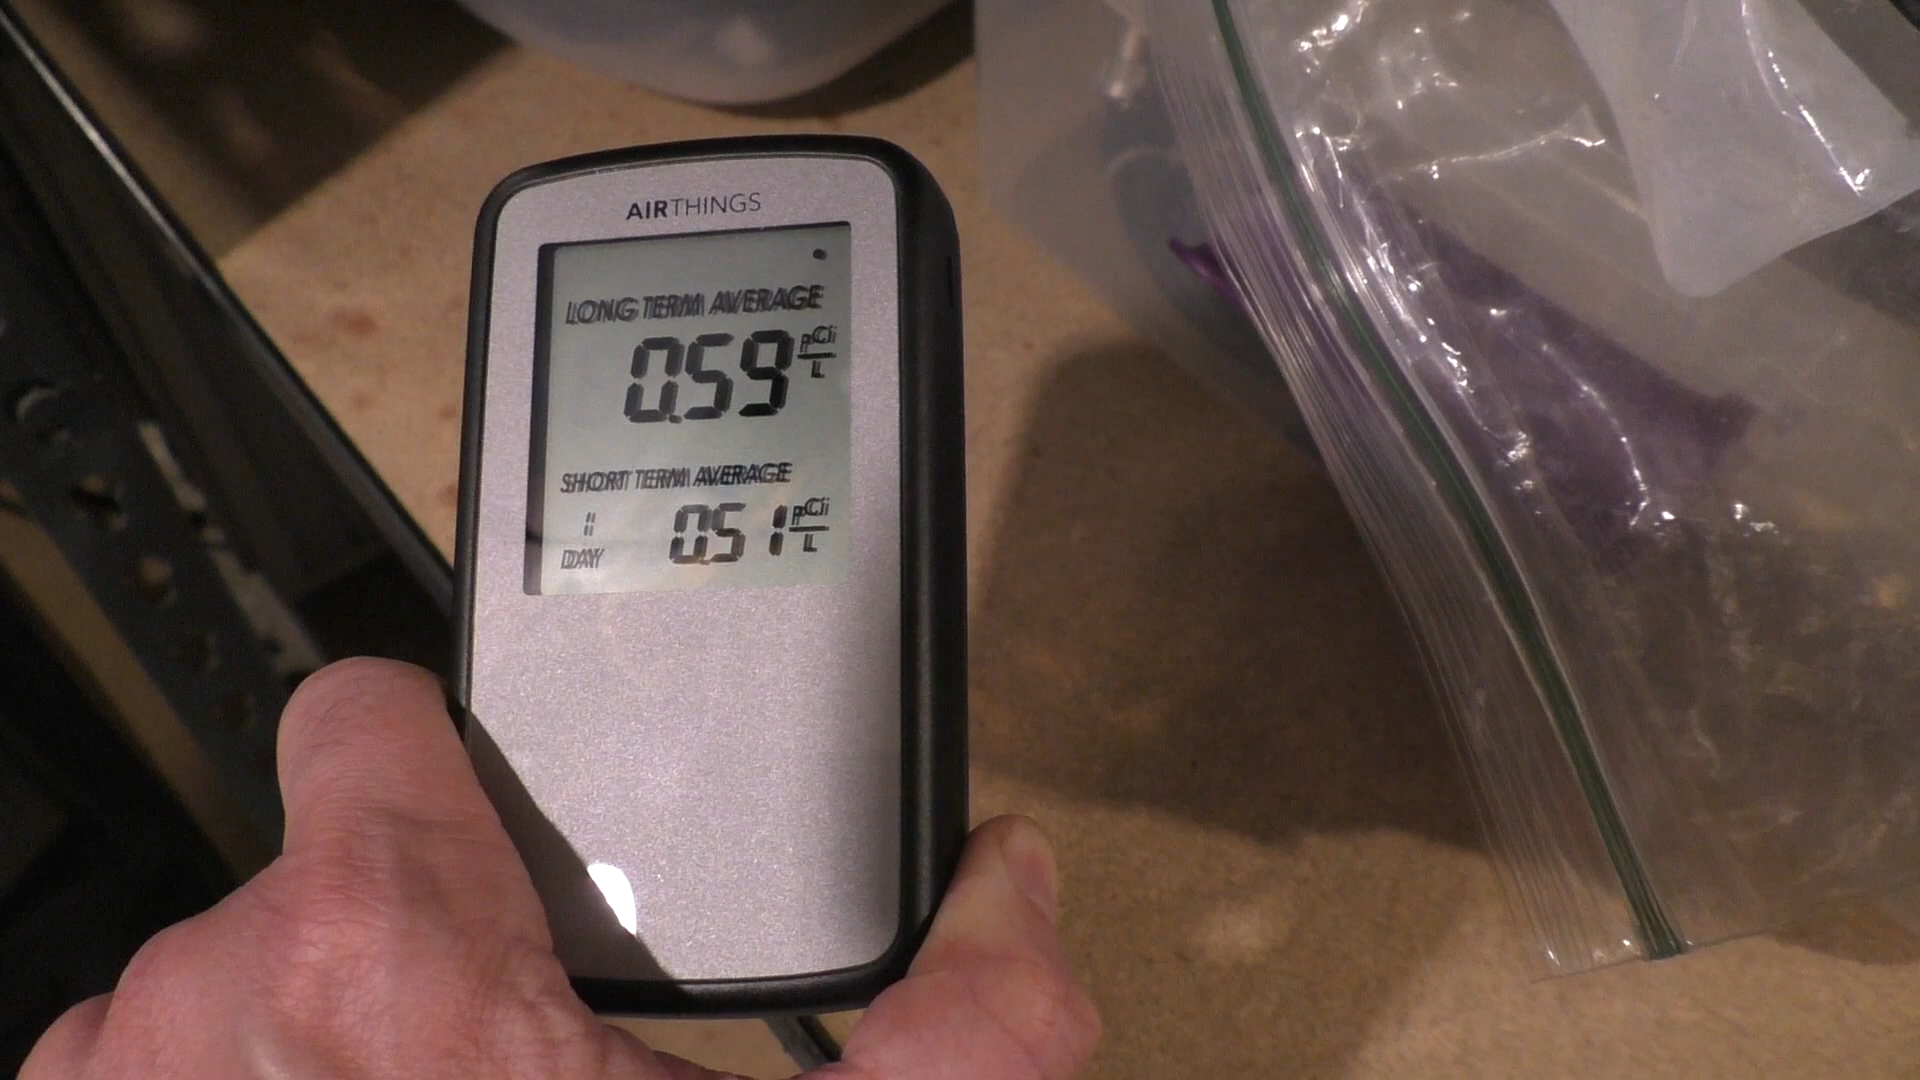 AIRTHINGS
LONG TERM AVERAGE
0.59 pCi/L
SHORT TERM AVERAGE
1 DAY 0.51 pCi/L